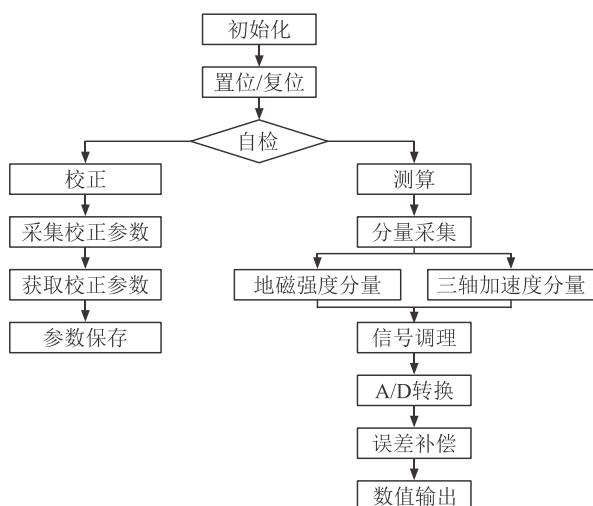 初始化
置位/复位
自检
校正
测算
采集校正参数
分量采集
获取校正参数
地磁强度分量
三轴加速度分量
参数保存
信号调理
A/D转换
误差补偿
数值输出